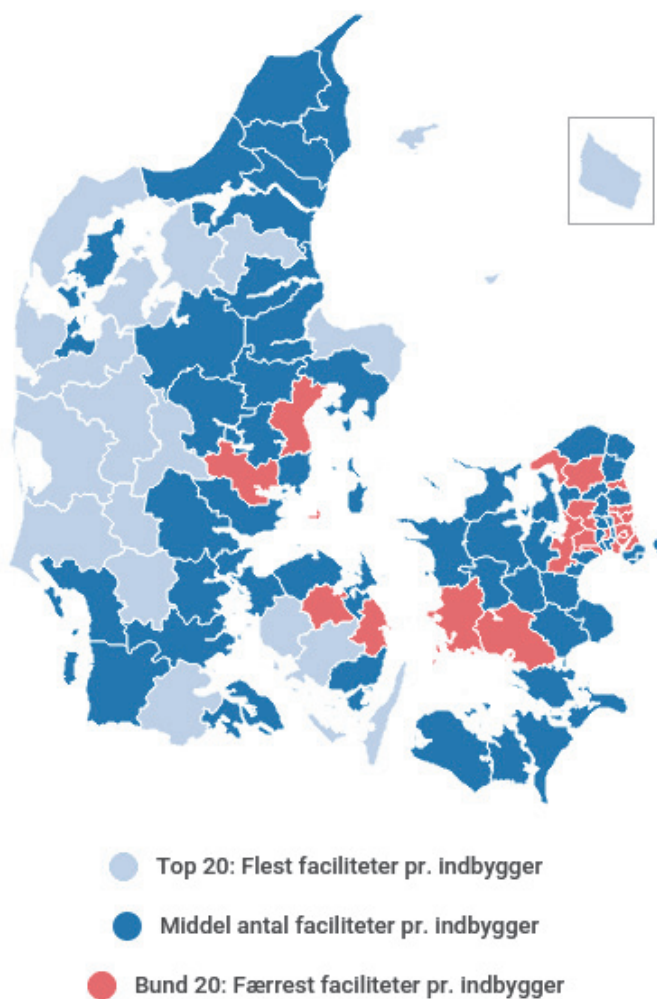 Top 20: Flest faciliteter pr. indbygger
Middel antal faciliteter pr. indbygger
Bund 20: Færrest faciliteter pr. indbygger